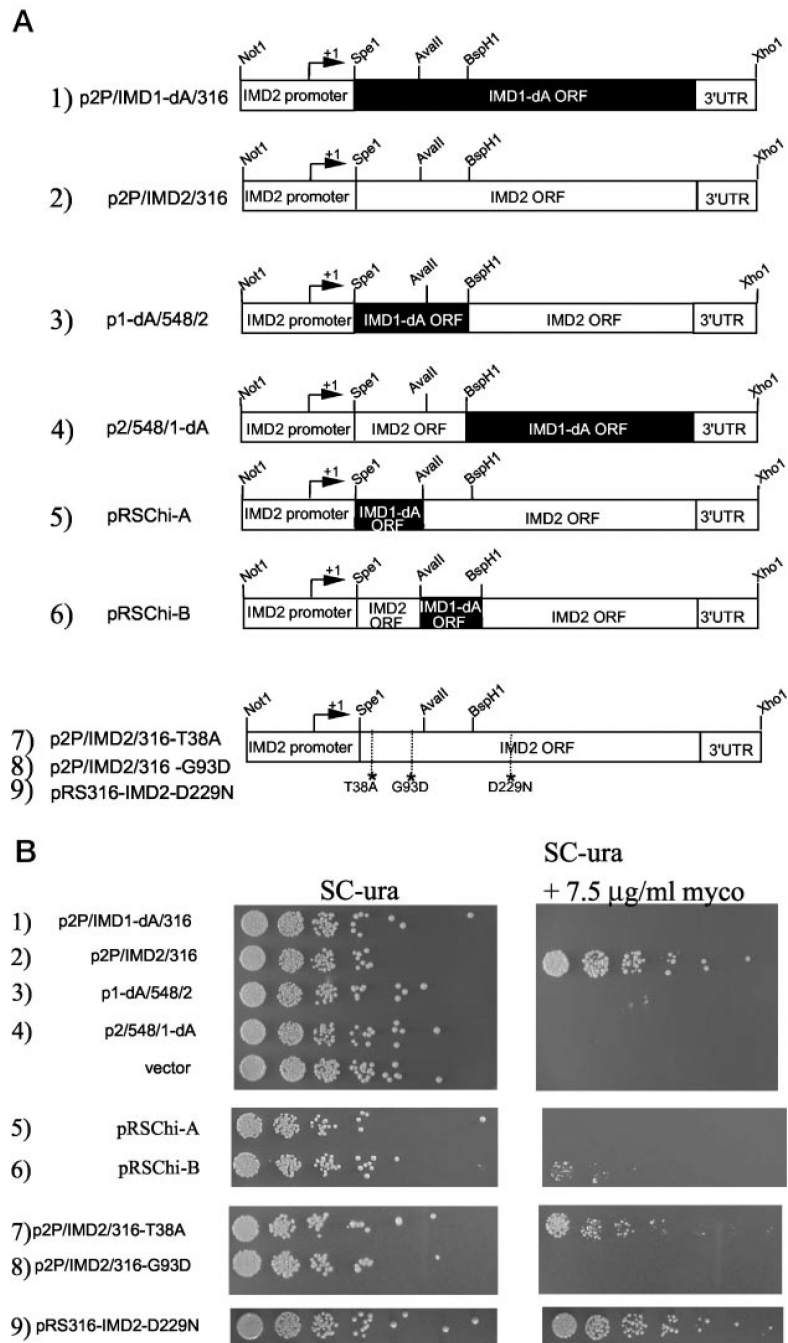 A
Not1 +1 Spe1 AvaII BspH1 Xho1
1) p2P/IMD1-dA/316 IMD2 promoter IMD1-dA ORF 3'UTR
Not1 +1 Spe1 AvaII BspH1 Xho1
2) p2P/IMD2/316 IMD2 promoter IMD2 ORF 3'UTR
Not1 +1 Spe1 AvaII BspH1 Xho1
3) p1-dA/548/2 IMD2 promoter IMD1-dA ORF IMD2 ORF 3'UTR
Not1 +1 Spe1 AvaII BspH1 Xho1
4) p2/548/1-dA IMD2 promoter IMD2 ORF IMD1-dA ORF 3'UTR
Not1 +1 Spe1 AvaII BspH1 Xho1
5) pRSChi-A IMD2 promoter IMD1-dA ORF IMD2 ORF 3'UTR
Not1 +1 Spe1 AvaII BspH1 Xho1
6) pRSChi-B IMD2 promoter IMD2 ORF IMD1-dA ORF IMD2 ORF 3'UTR
Not1 +1 Spe1 AvaII BspH1 Xho1
7) p2P/IMD2/316-T38A IMD2 promoter IMD2 ORF 3'UTR
8) p2P/IMD2/316 -G93D
9) pRS316-IMD2-D229N T38A G93D D229N
B
SC-ura
SC-ura
+ 7.5 μg/ml myco
1) p2P/IMD1-dA/316
2) p2P/IMD2/316
3) p1-dA/548/2
4) p2/548/1-dA
vector
5) pRSChi-A
6) pRSChi-B
7) p2P/IMD2/316-T38A
8) p2P/IMD2/316-G93D
9) pRS316-IMD2-D229N